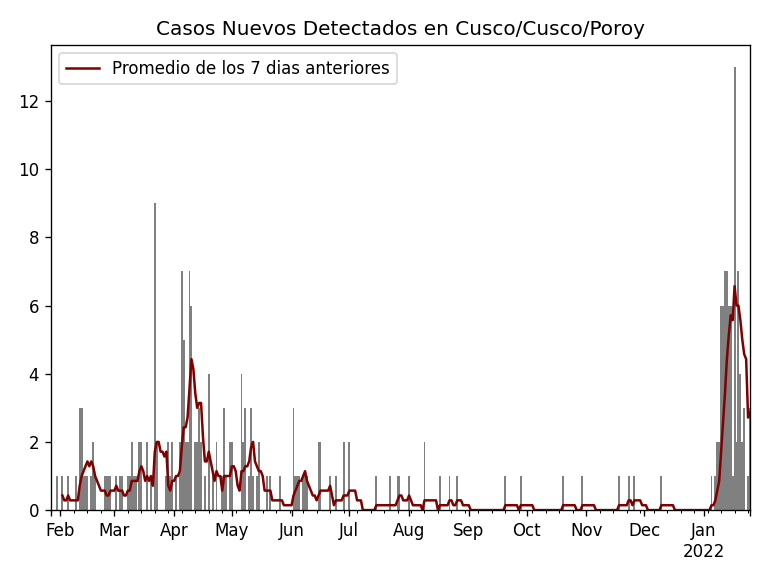 Casos Nuevos Detectados en Cusco/Cusco/Poroy
Promedio de los 7 dias anteriores
12
10
8
6
4
2
0
Feb Mar Apr May Jun Jul Aug Sep Oct Nov Dec Jan
2022